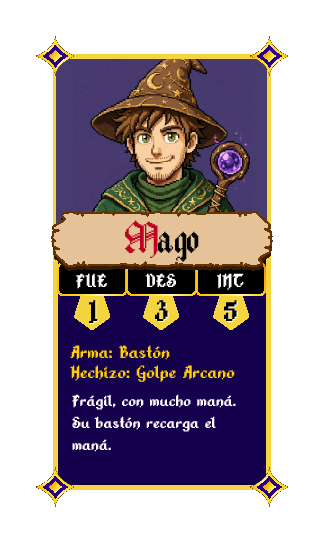 Mago
FUE DES INT
1 3 5
Arma: Bastón
Hechizo: Golpe Arcano
Frágil, con mucho maná.
Su bastón recarga el
maná.